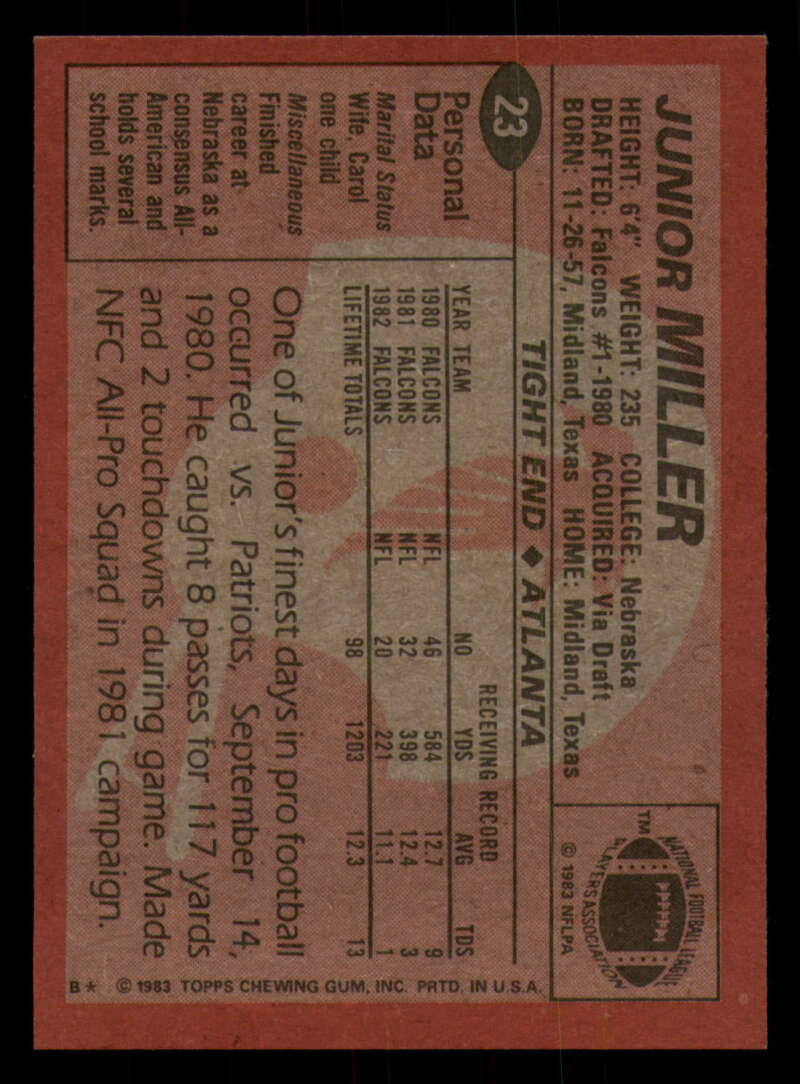 23
JUNIOR MILLER
HEIGHT: 6'4" WEIGHT: 235 COLLEGE: Nebraska
DRAFTED: Falcons #1-1980 ACQUIRED: Via Draft
BORN: 11-26-57, Midland, Texas HOME: Midland, Texas
NATIONAL FOOTBALL LEAGUE
PLAYERS ASSOCIATION
TM
© 1983 NFLPA
TIGHT END ◆ ATLANTA
Personal
Data
Marital Status
Wife, Carol
one child
Miscellaneous
Finished
career at
Nebraska as a
consensus All-
American and
holds several
school marks.
RECEIVING RECORD
YEAR TEAM NO YDS AVG TDS
1980 FALCONS NFL 46 584 12.7 9
1981 FALCONS NFL 32 398 12.4 3
1982 FALCONS NFL 20 221 11.1 1
LIFETIME TOTALS 98 1203 12.3 13
One of Junior's finest days in pro football
occurred vs. Patriots, September 14,
1980. He caught 8 passes for 117 yards
and 2 touchdowns during game. Made
NFC All-Pro Squad in 1981 campaign.
B* © 1983 TOPPS CHEWING GUM, INC. PRTD. IN U.S.A.